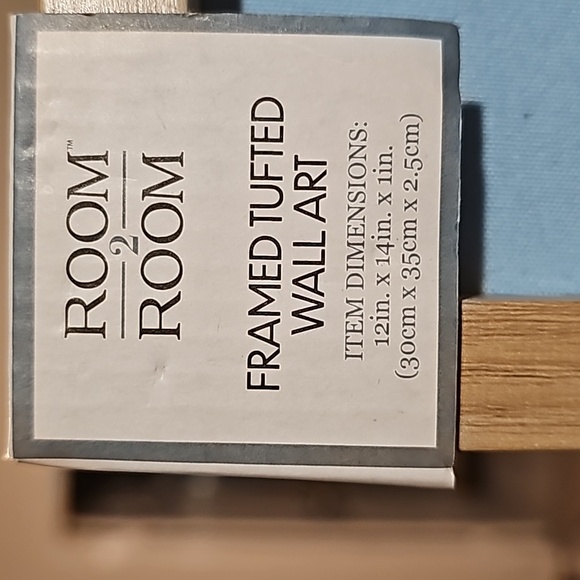 ROOM™
2
ROOM
FRAMED TUFTED
WALL ART
ITEM DIMENSIONS:
12in. x 14in. x 1in.
(30cm x 35cm x 2.5cm)